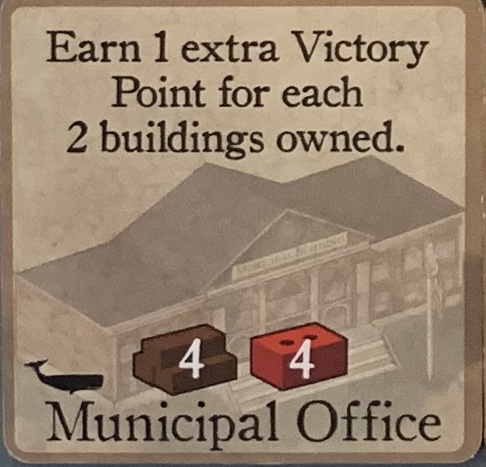 Earn 1 extra Victory
Point for each
2 buildings owned.
4 4
Municipal Office